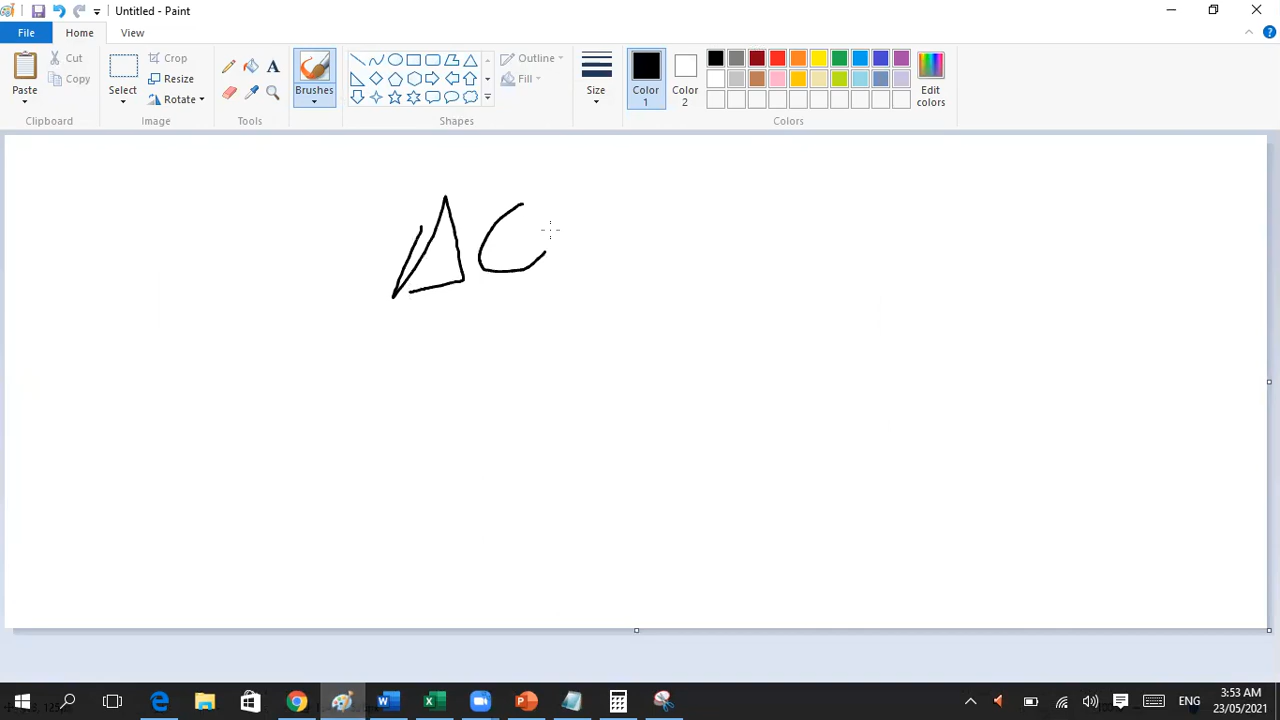 Untitled - Paint
File Home View
Paste
Cut
Copy
Clipboard
Select
Crop
Resize
Rotate
Image
Tools
Brushes
Shapes
Outline
Fill
Size
Color 1
Color 2
Edit colors
Colors
ΔC
ENG
3:53 AM
23/05/2021